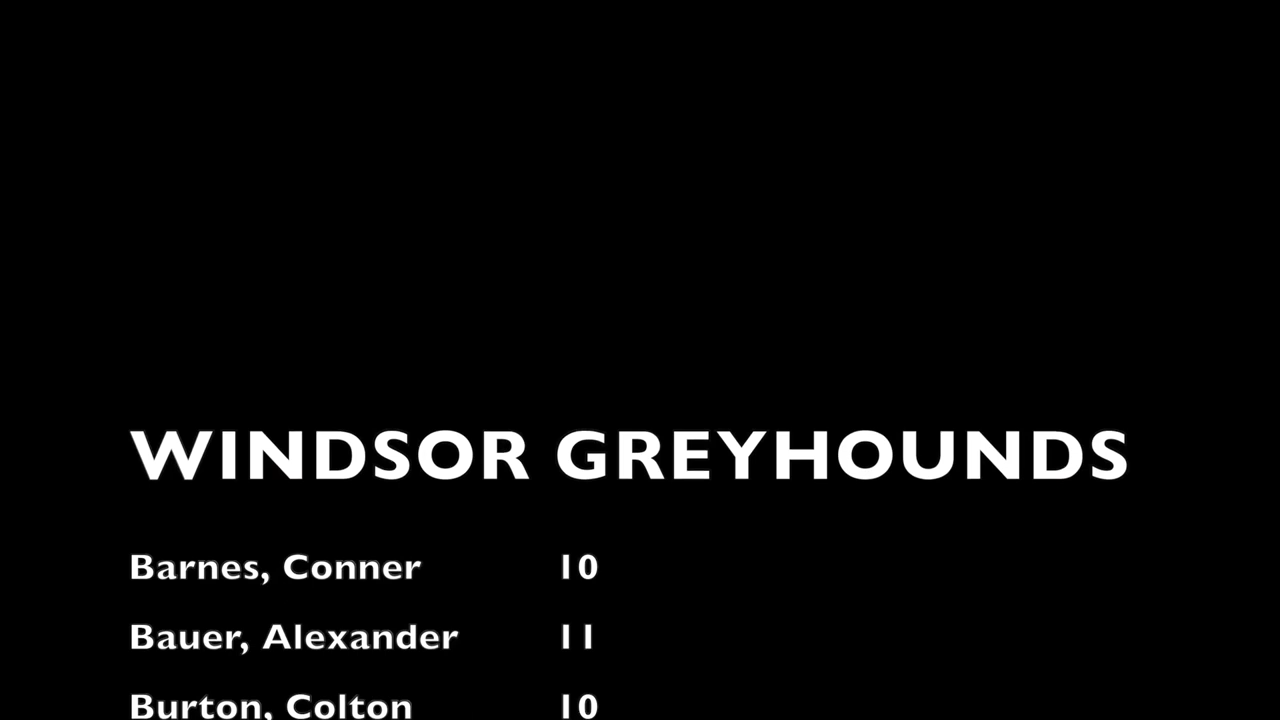 WINDSOR GREYHOUNDS
Barnes, Conner 10
Bauer, Alexander 11
Burton, Colton 10